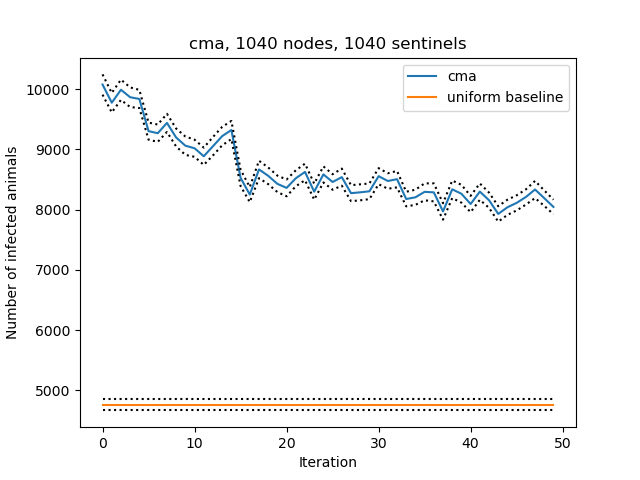 cma, 1040 nodes, 1040 sentinels
cma
uniform baseline
Number of infected animals
10000
9000
8000
7000
6000
5000
0 10 20 30 40 50
Iteration